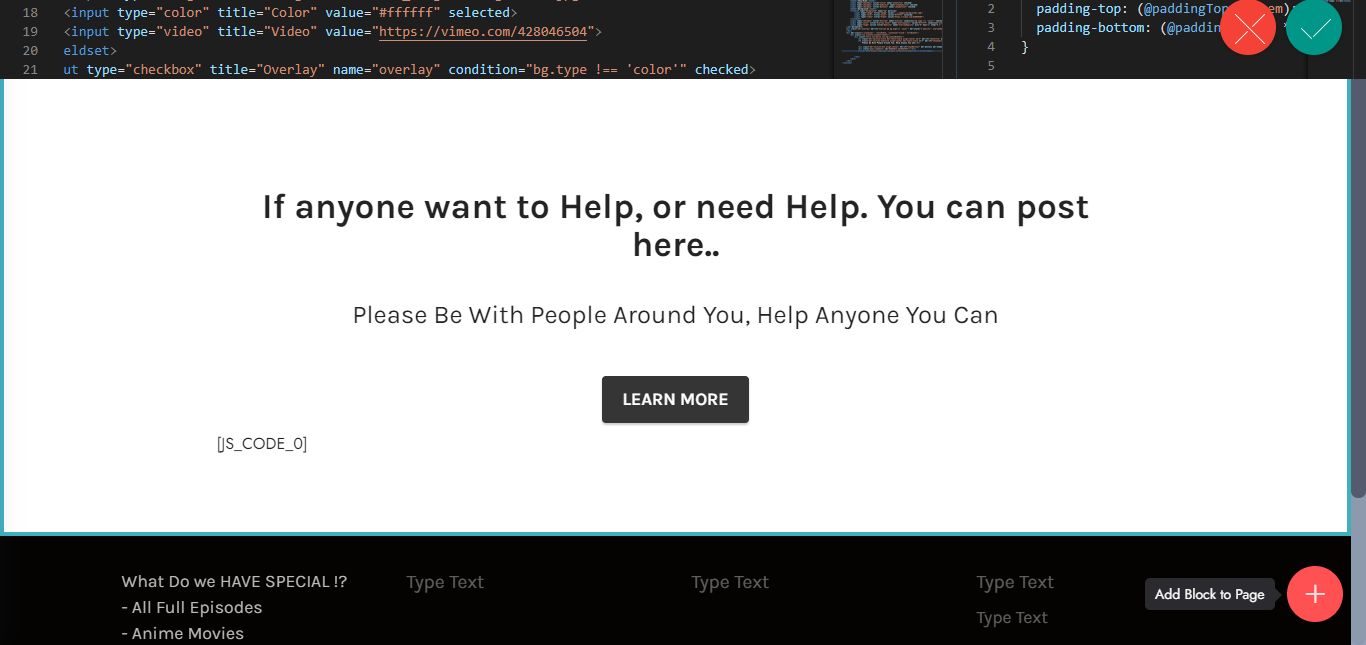 18 <input type="color" title="Color" value="#ffffff" selected>
19 <input type="video" title="Video" value="https://vimeo.com/428046504">
20 eldset>
21 ut type="checkbox" title="Overlay" name="overlay" condition="bg.type !== 'color'" checked>
2 padding-top: (@paddingTop em);
3 padding-bottom: (@paddin
4 }
5
If anyone want to Help, or need Help. You can post
here..
Please Be With People Around You, Help Anyone You Can
LEARN MORE
[JS_CODE_0]
What Do we HAVE SPECIAL !?
- All Full Episodes
- Anime Movies
Type Text
Type Text
Type Text
Type Text
Add Block to Page